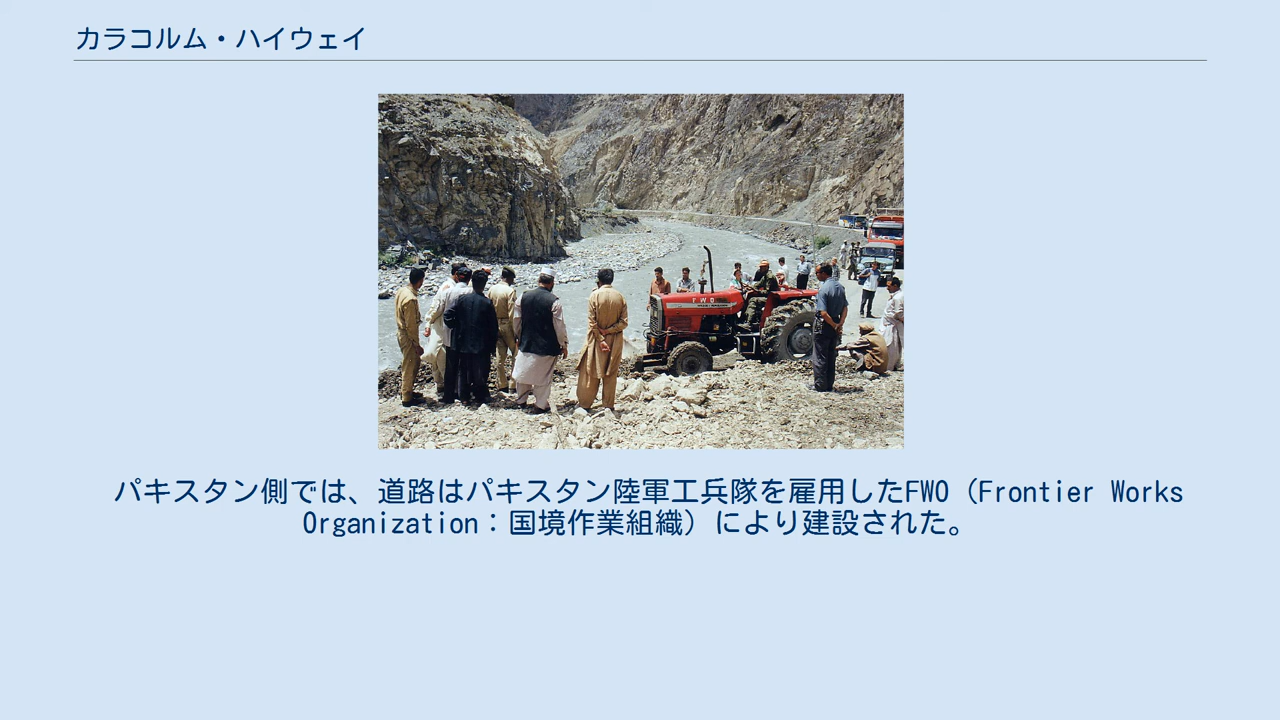 カラコルム・ハイウェイ
FWO
パキスタン側では、道路はパキスタン陸軍工兵隊を雇用したFWO（Frontier Works
Organization：国境作業組織）により建設された。